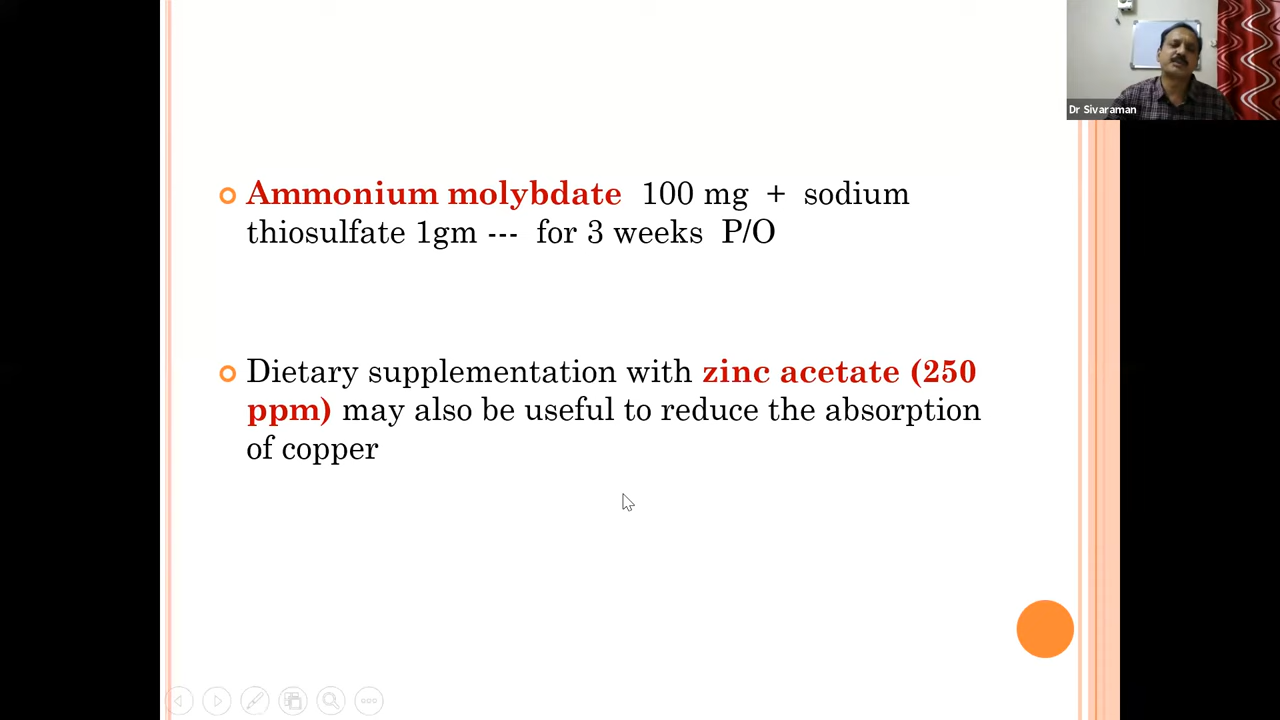 Dr Sivaraman
Ammonium molybdate 100 mg + sodium
thiosulfate 1gm --- for 3 weeks P/O
Dietary supplementation with zinc acetate (250
ppm) may also be useful to reduce the absorption
of copper